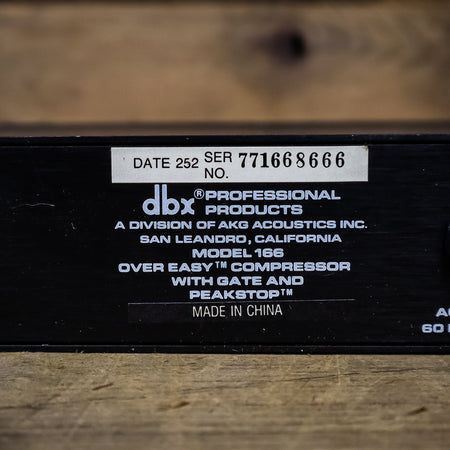 DATE 252 SER NO. 771668666
dbx® PROFESSIONAL PRODUCTS
A DIVISION OF AKG ACOUSTICS INC.
SAN LEANDRO, CALIFORNIA
MODEL 166
OVER EASY™ COMPRESSOR
WITH GATE AND
PEAKSTOP™
MADE IN CHINA
60